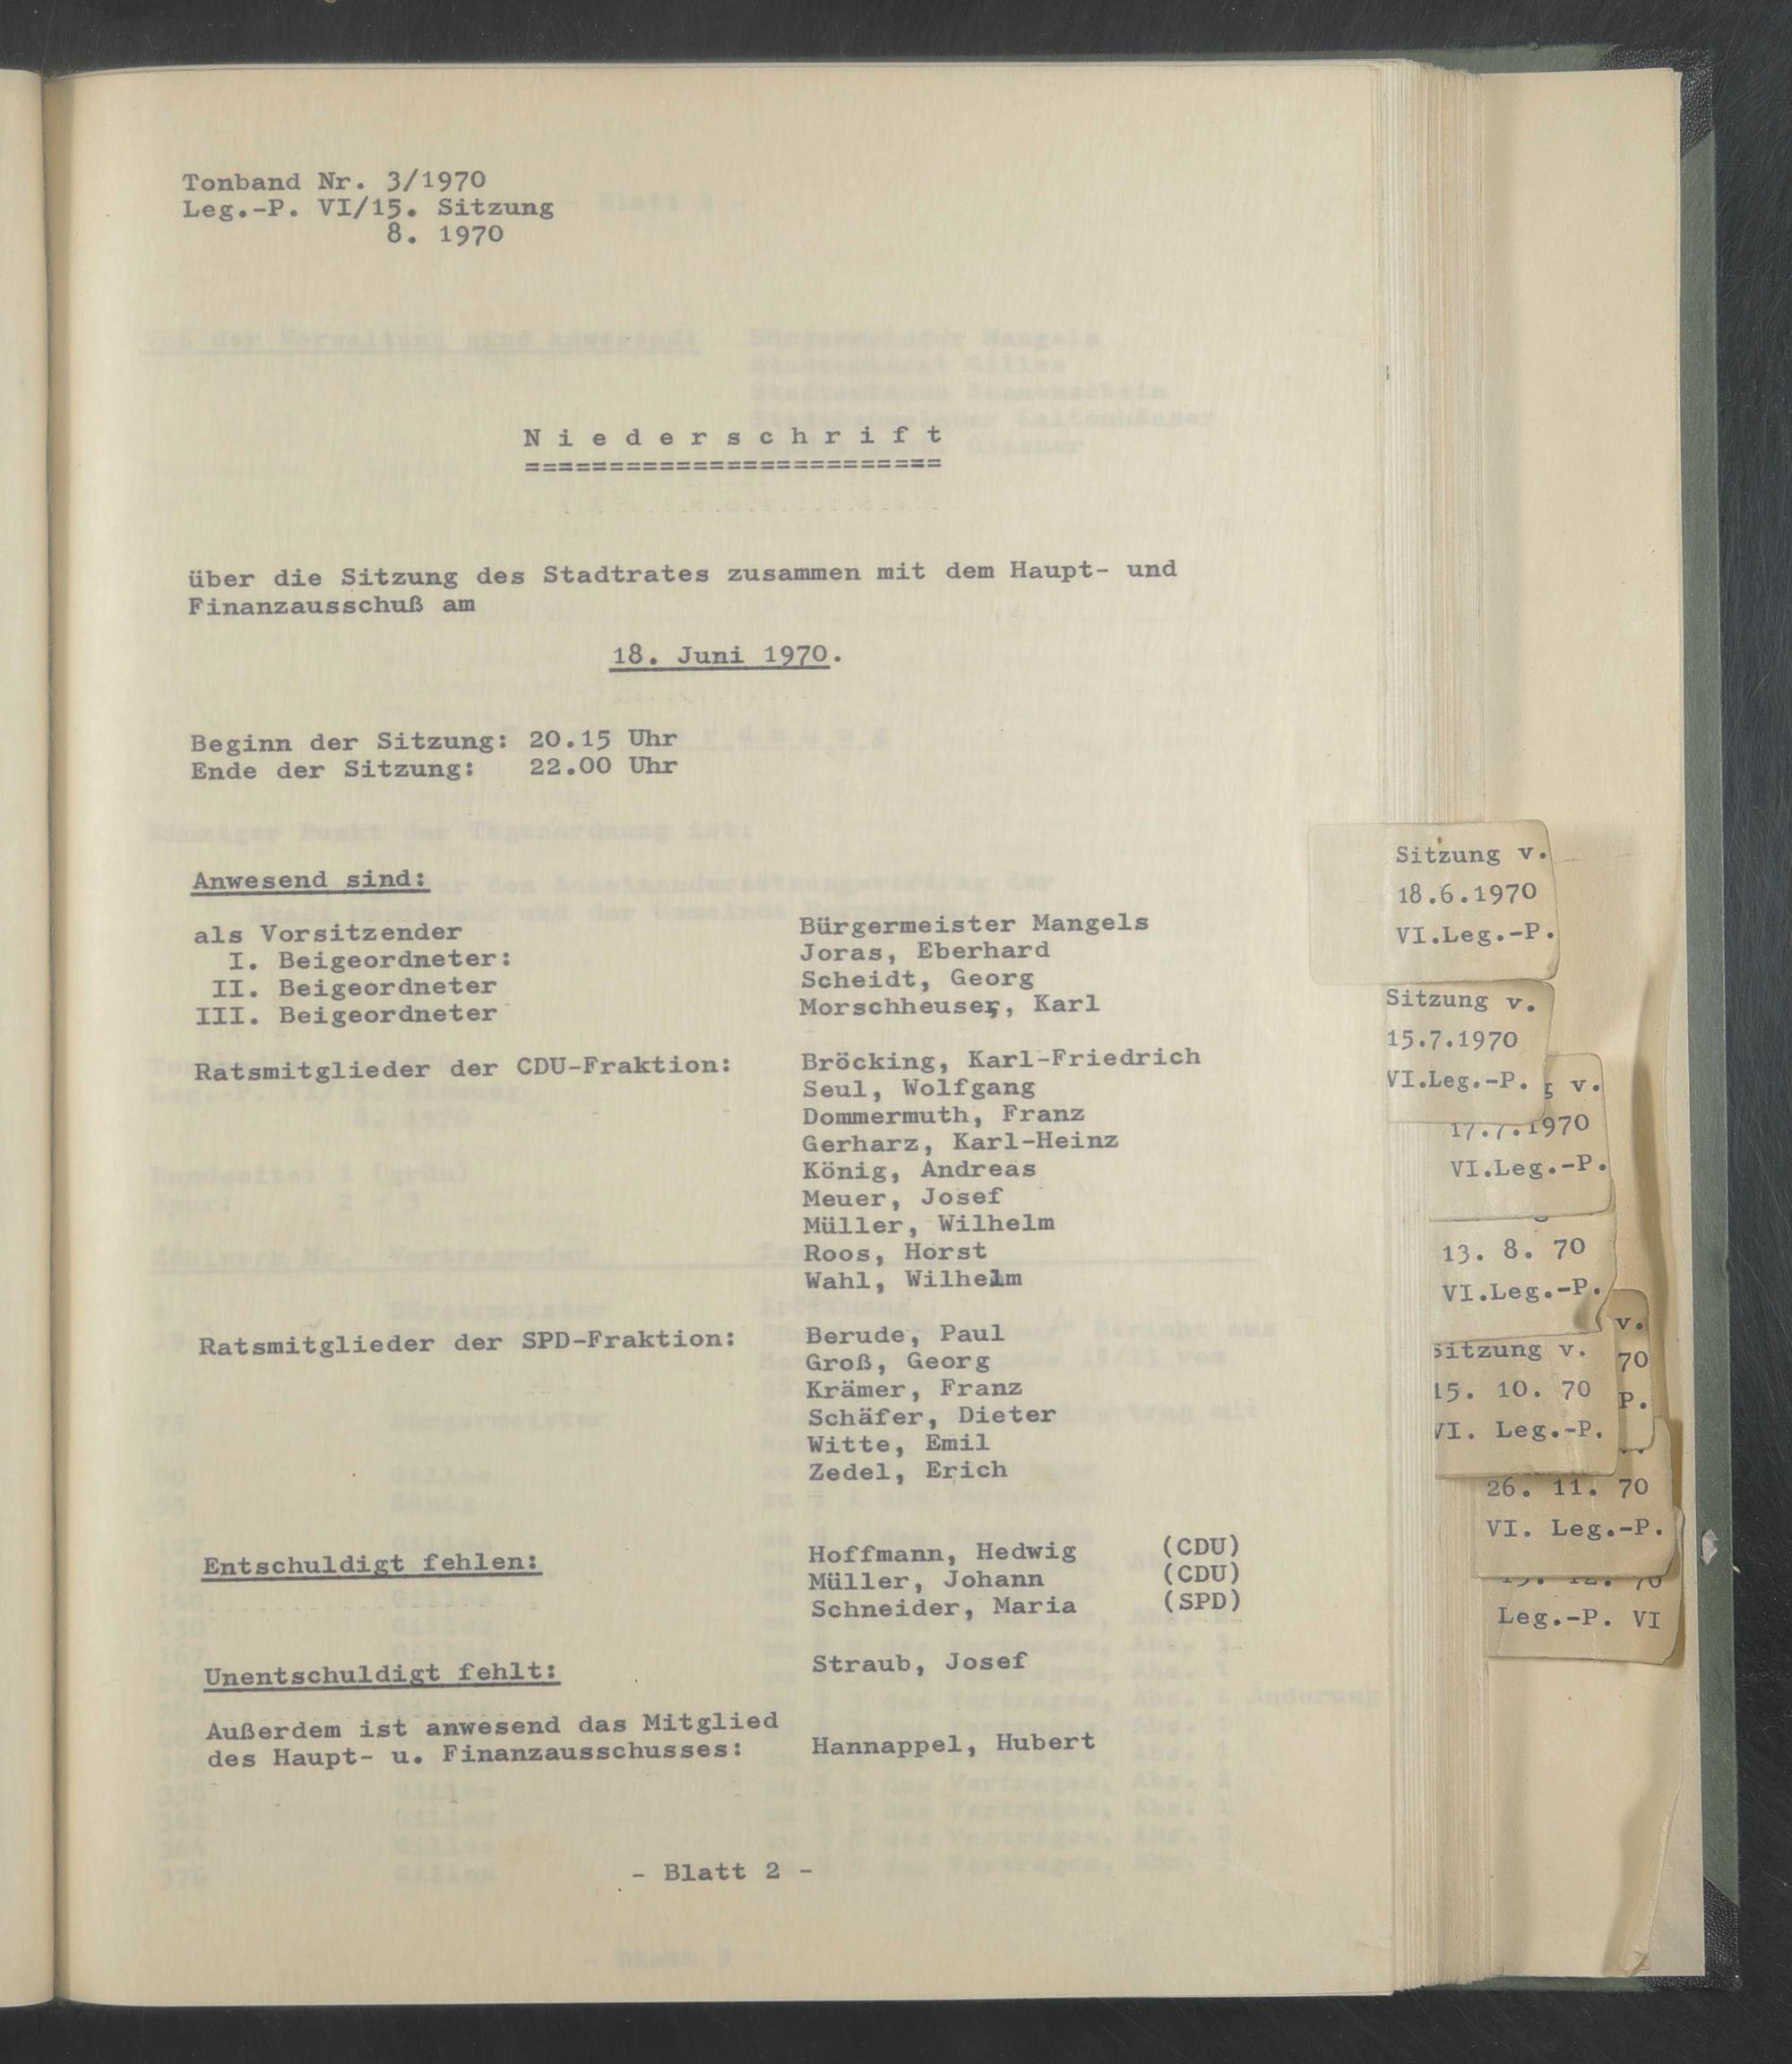 Tonband Nr. 3/1970
Leg.-P. VI/15. Sitzung
8. 1970
N i e d e r s c h r i f t
=========================
über die Sitzung des Stadtrates zusammen mit dem Haupt- und
Finanzausschuß am
18. Juni 1970.
Beginn der Sitzung: 20.15 Uhr
Ende der Sitzung: 22.00 Uhr
Anwesend sind:
als Vorsitzender Bürgermeister Mangels
I. Beigeordneter: Joras, Eberhard
II. Beigeordneter Scheidt, Georg
III. Beigeordneter Morschheuser, Karl
Ratsmitglieder der CDU-Fraktion: Bröcking, Karl-Friedrich
Seul, Wolfgang
Dommermuth, Franz
Gerharz, Karl-Heinz
König, Andreas
Meuer, Josef
Müller, Wilhelm
Roos, Horst
Wahl, Wilhelm
Ratsmitglieder der SPD-Fraktion: Berude, Paul
Groß, Georg
Krämer, Franz
Schäfer, Dieter
Witte, Emil
Zedel, Erich
Entschuldigt fehlen: Hoffmann, Hedwig (CDU)
Müller, Johann (CDU)
Schneider, Maria (SPD)
Unentschuldigt fehlt: Straub, Josef
Außerdem ist anwesend das Mitglied
des Haupt- u. Finanzausschusses: Hannappel, Hubert
- Blatt 2 -
Sitzung v.
18.6.1970
VI.Leg.-P.
Sitzung v.
15.7.1970
VI.Leg.-P.
v.
17.7.1970
VI.Leg.-P.
13. 8. 70
VI.Leg.-P.
v.
70
P.
Sitzung v.
15. 10. 70
VI. Leg.-P.
26. 11. 70
VI. Leg.-P.
Leg.-P. VI